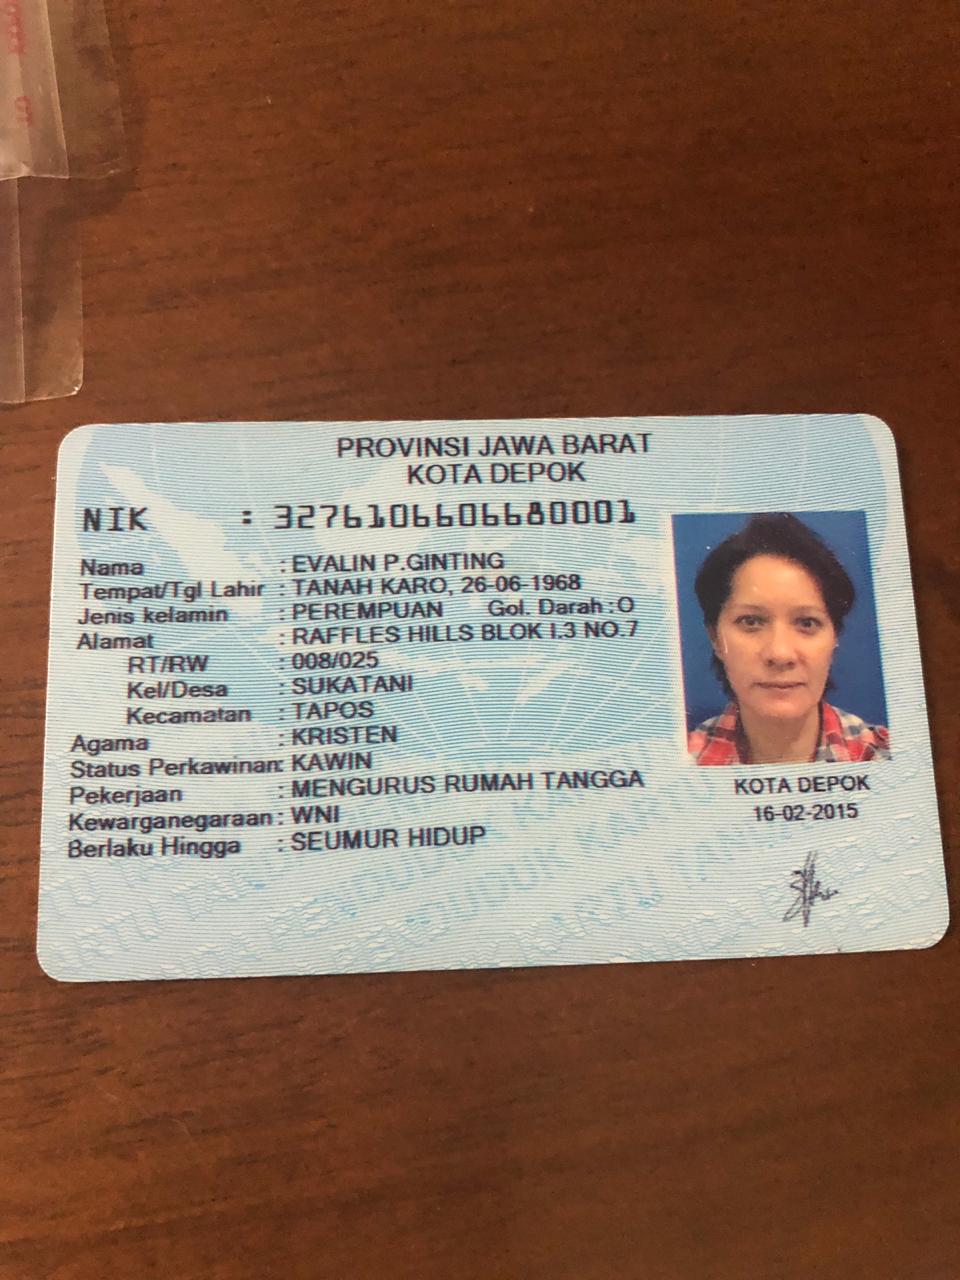 PROVINSI JAWA BARAT
KOTA DEPOK
NIK : 3276106606680001
Nama : EVALIN P.GINTING
Tempat/Tgl Lahir : TANAH KARO, 26-06-1968
Jenis kelamin : PEREMPUAN Gol. Darah :O
Alamat : RAFFLES HILLS BLOK I.3 NO.7
RT/RW : 008/025
Kel/Desa : SUKATANI
Kecamatan : TAPOS
Agama : KRISTEN
Status Perkawinan: KAWIN
Pekerjaan : MENGURUS RUMAH TANGGA
Kewarganegaraan: WNI
Berlaku Hingga : SEUMUR HIDUP
KOTA DEPOK
16-02-2015